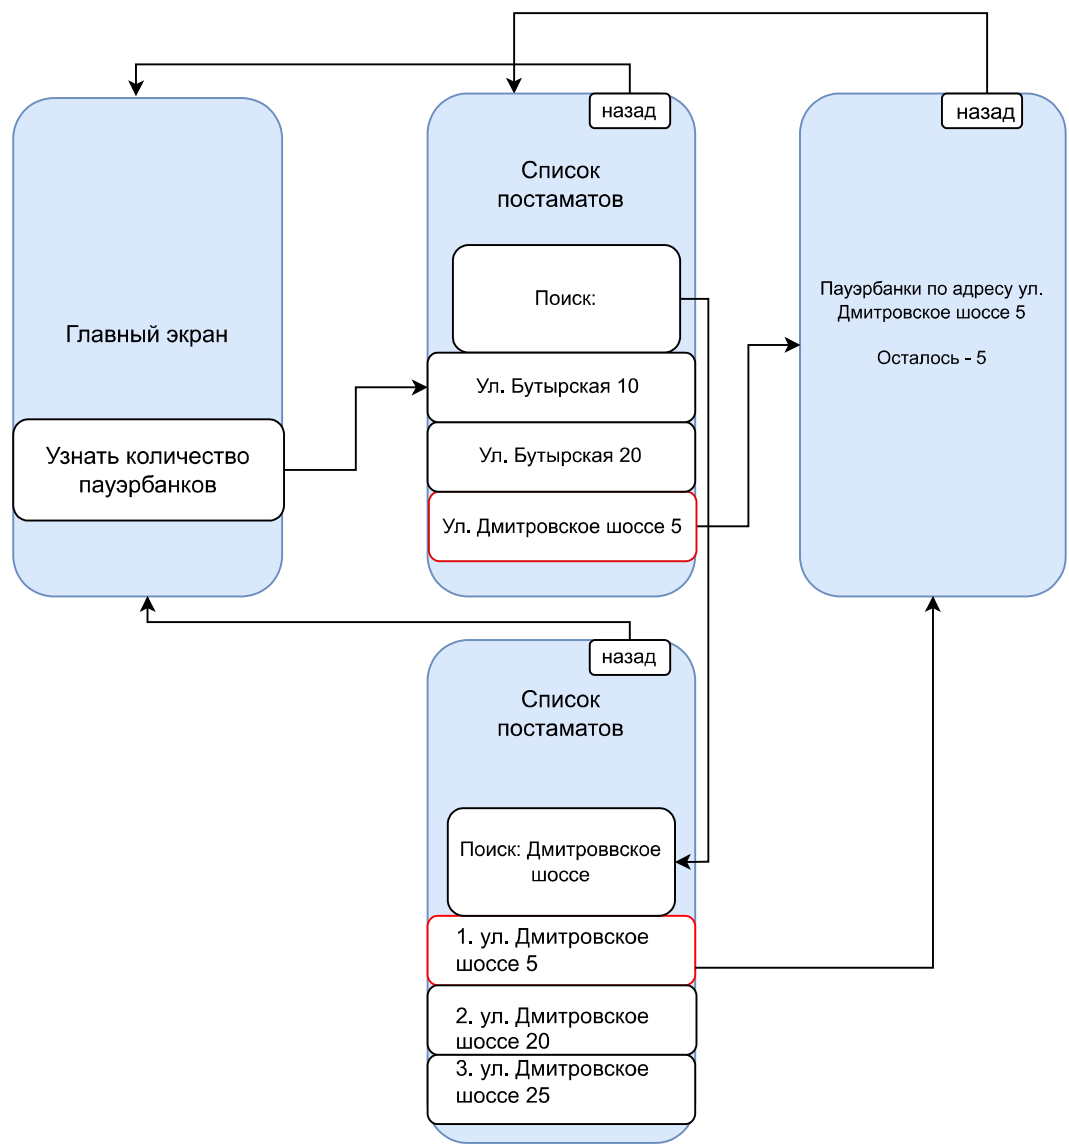 назад
назад
Список
постаматов
Поиск:
Пауэрбанки по адресу ул.
Дмитровское шоссе 5
Осталось - 5
Главный экран
Ул. Бутырская 10
Узнать количество
пауэрбанков
Ул. Бутырская 20
Ул. Дмитровское шоссе 5
назад
Список
постаматов
Поиск: Дмитроввское
шоссе
1. ул. Дмитровское
шоссе 5
2. ул. Дмитровское
шоссе 20
3. ул. Дмитровское
шоссе 25